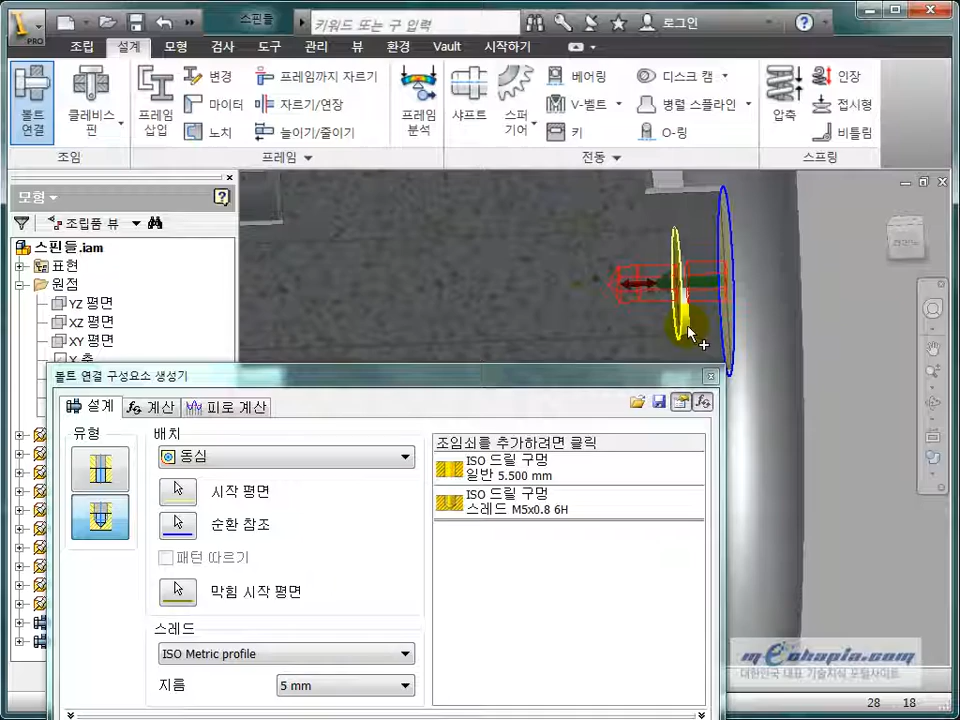 PRO
스핀들
키워드 또는 구 입력
로그인
조립
설계
모형
검사
도구
관리
뷰
환경
Vault
시작하기
볼트
연결
클레비스
핀
프레임
삽입
변경
마이터
노치
프레임까지 자르기
자르기/연장
늘이기/줄이기
프레임
분석
샤프트
스퍼
기어
베어링
V-벨트
키
디스크 캠
병렬 스플라인
O-링
압축
인장
접시형
비틀림
조임
프레임
전동
스프링
모형
조립품 뷰
스핀들.iam
표현
원점
YZ 평면
XZ 평면
XY 평면
X 축
볼트 연결 구성요소 생성기
설계
계산
피로 계산
유형
배치
동심
시작 평면
순환 참조
패턴 따르기
막힘 시작 평면
스레드
ISO Metric profile
지름
5 mm
조임쇠를 추가하려면 클릭
ISO 드릴 구멍
일반 5.500 mm
ISO 드릴 구멍
스레드 M5x0.8 6H
mechapia.com
대한민국 대표 기술지식 포털사이트
28
18